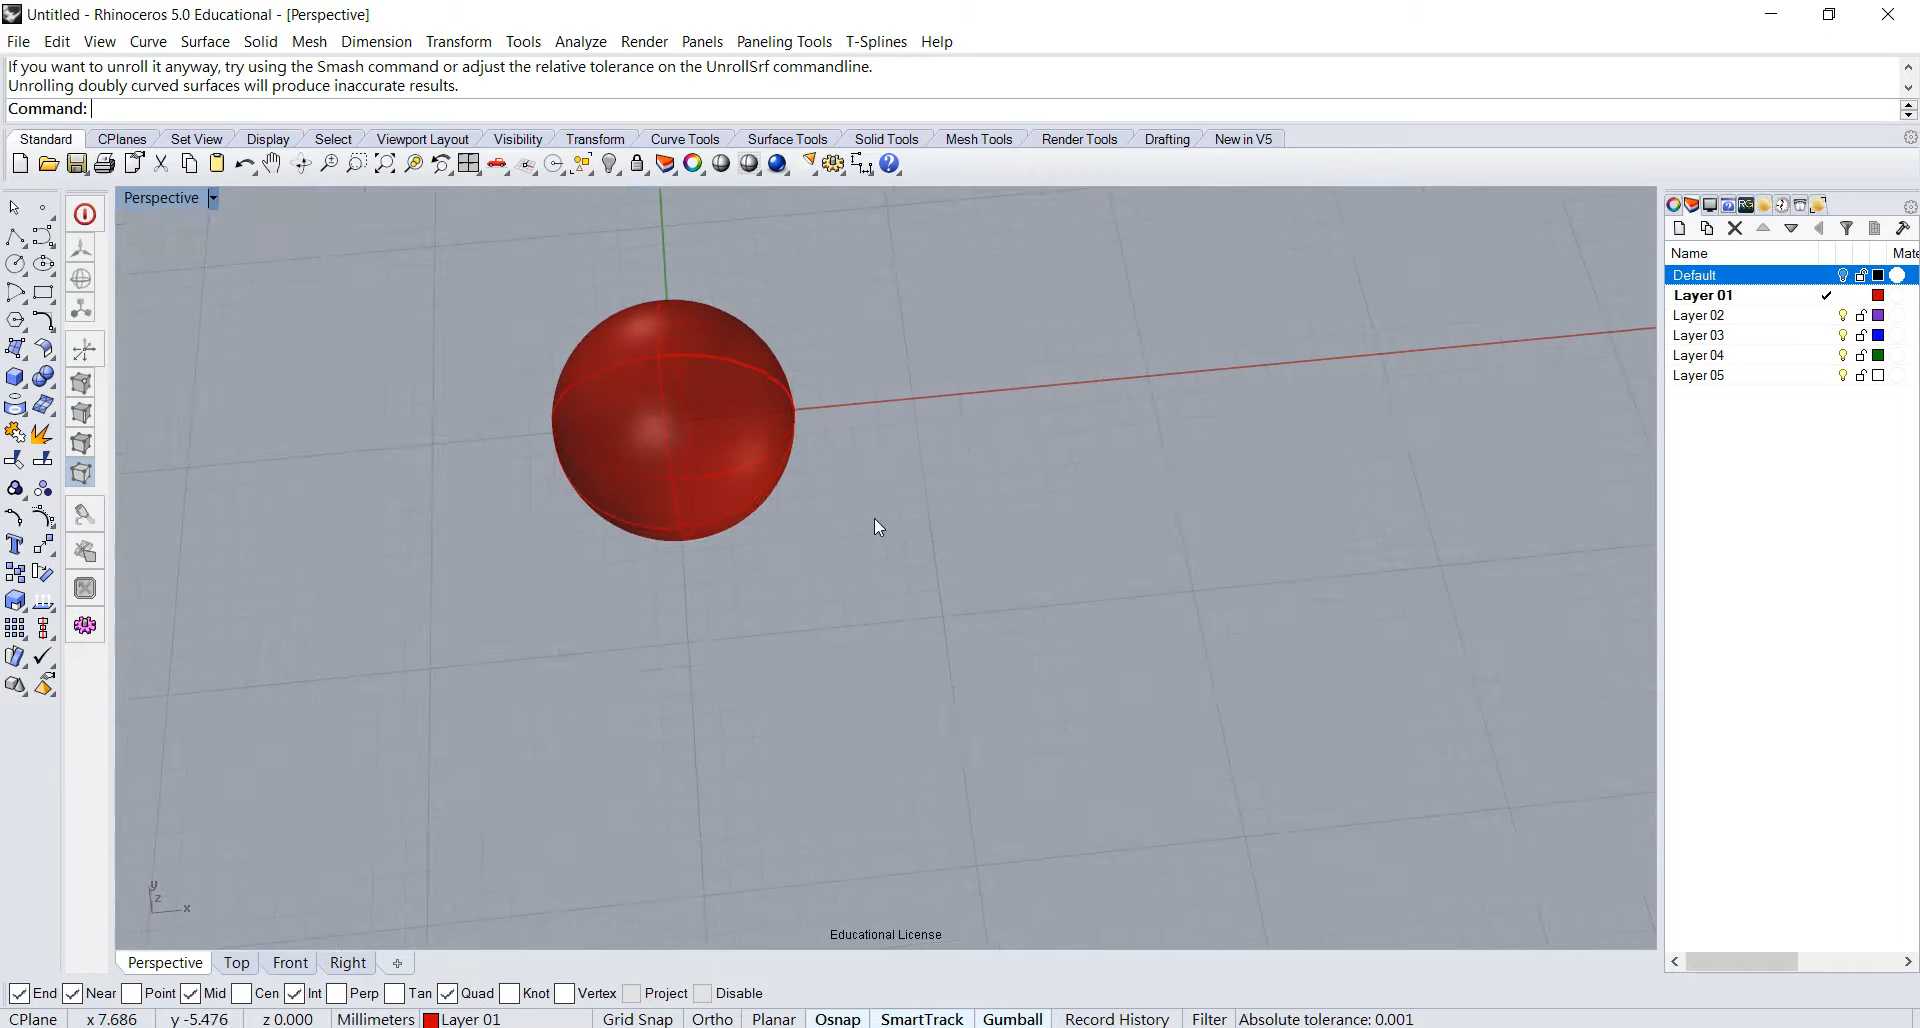 Untitled - Rhinoceros 5.0 Educational - [Perspective]
File Edit View Curve Surface Solid Mesh Dimension Transform Tools Analyze Render Panels Paneling Tools T-Splines Help
If you want to unroll it anyway, try using the Smash command or adjust the relative tolerance on the UnrollSrf commandline.
Unrolling doubly curved surfaces will produce inaccurate results.
Command:
Standard CPlanes Set View Display Select Viewport Layout Visibility Transform Curve Tools Surface Tools Solid Tools Mesh Tools Render Tools Drafting New in V5
Perspective
Name Mate
Default
Layer 01
Layer 02
Layer 03
Layer 04
Layer 05
y
z
x
Educational License
Perspective Top Front Right
End Near Point Mid Cen Int Perp Tan Quad Knot Vertex Project Disable
CPlane x 7.686 y -5.476 z 0.000 Millimeters Layer 01 Grid Snap Ortho Planar Osnap SmartTrack Gumball Record History Filter Absolute tolerance: 0.001